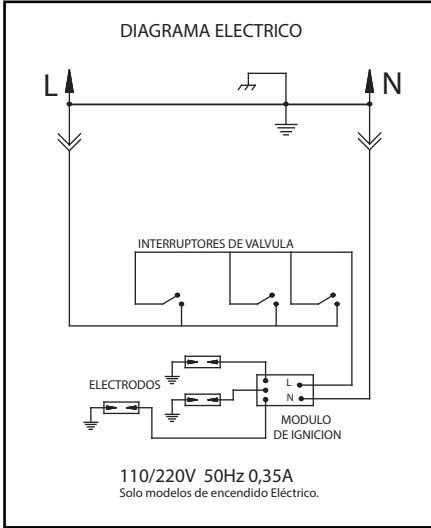 DIAGRAMA ELECTRICO
L
N
INTERRUPTORES DE VALVULA
ELECTRODOS
L
N
MODULO
DE IGNICION
110/220V 50Hz 0,35A
Solo modelos de encendido Eléctrico.